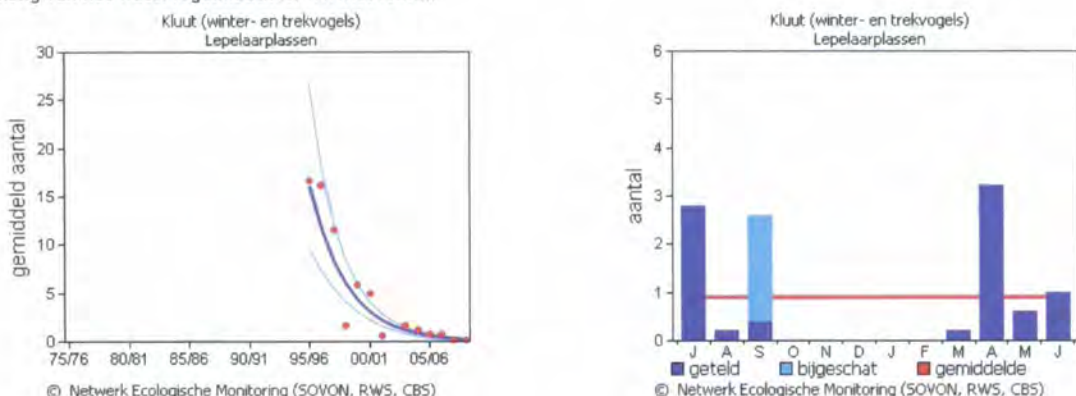 Kluut (winter- en trekvogels)
Lepelaarplassen
gemiddeld aantal
30
25
20
15
10
5
0
75/76 80/81 85/86 90/91 95/96 00/01 05/06
© Netwerk Ecologische Monitoring (SOVON, RWS, CBS)
Kluut (winter- en trekvogels)
Lepelaarplassen
aantal
6
5
4
3
2
1
0
J A S O N D J F M A M J
geteld bijgeschat gemiddelde
© Netwerk Ecologische Monitoring (SOVON, RWS, CBS)